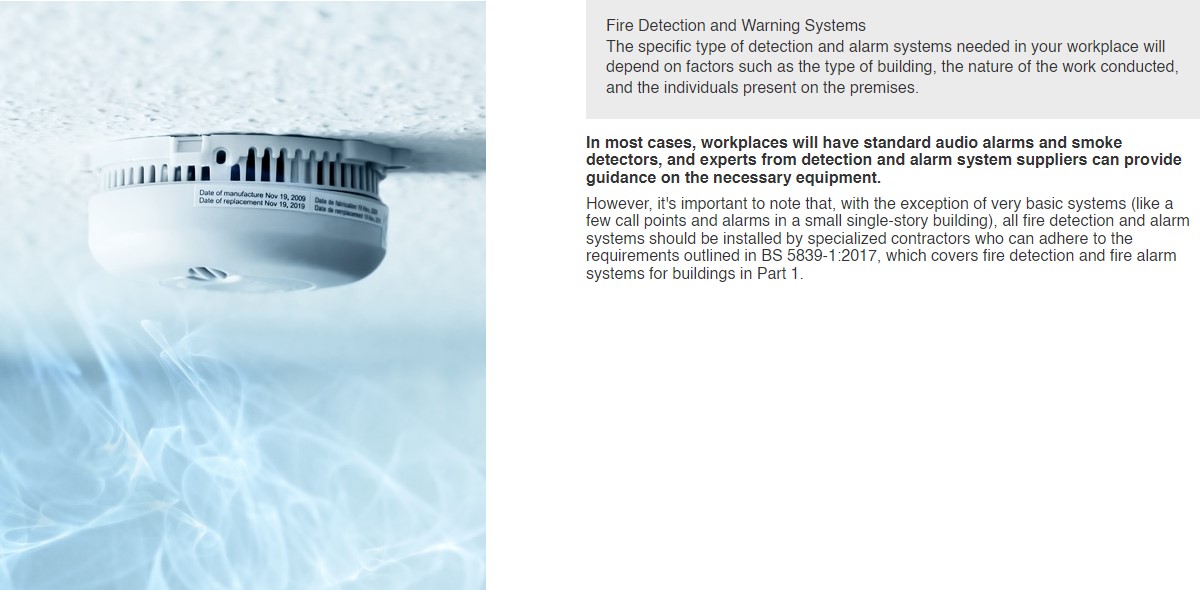 Date of manufacture Nov 19, 2009
Date of replacement Nov 19, 2019
Date de fabrication
Date de remplacement
Fire Detection and Warning Systems
The specific type of detection and alarm systems needed in your workplace will
depend on factors such as the type of building, the nature of the work conducted,
and the individuals present on the premises.
In most cases, workplaces will have standard audio alarms and smoke
detectors, and experts from detection and alarm system suppliers can provide
guidance on the necessary equipment.
However, it's important to note that, with the exception of very basic systems (like a
few call points and alarms in a small single-story building), all fire detection and alarm
systems should be installed by specialized contractors who can adhere to the
requirements outlined in BS 5839-1:2017, which covers fire detection and fire alarm
systems for buildings in Part 1.